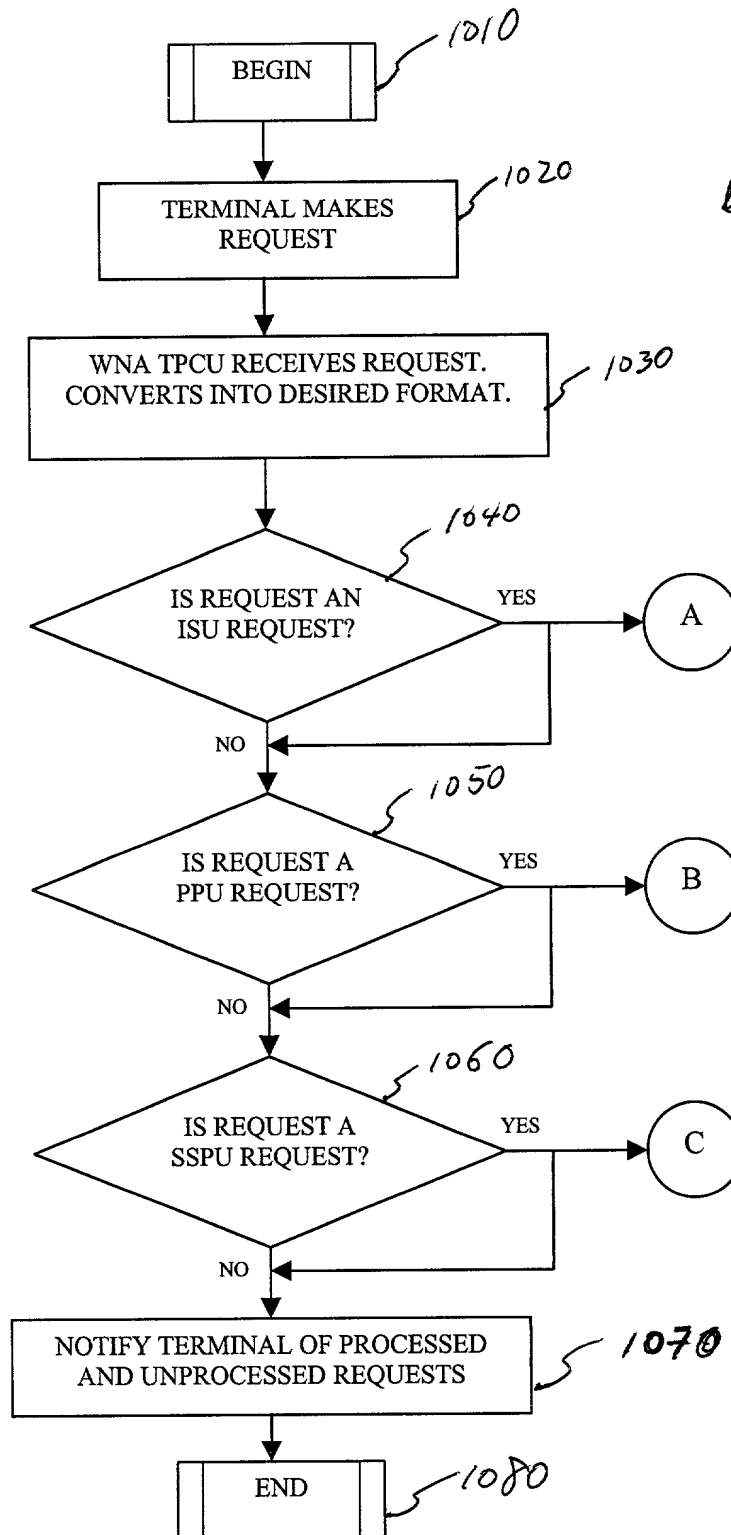 1010
BEGIN
1020
TERMINAL MAKES
REQUEST
WNA TPCU RECEIVES REQUEST.
CONVERTS INTO DESIRED FORMAT.
1030
1040
IS REQUEST AN
ISU REQUEST?
YES
A
NO
1050
IS REQUEST A
PPU REQUEST?
YES
B
NO
1060
IS REQUEST A
SSPU REQUEST?
YES
C
NO
NOTIFY TERMINAL OF PROCESSED
AND UNPROCESSED REQUESTS
1070
END
1080